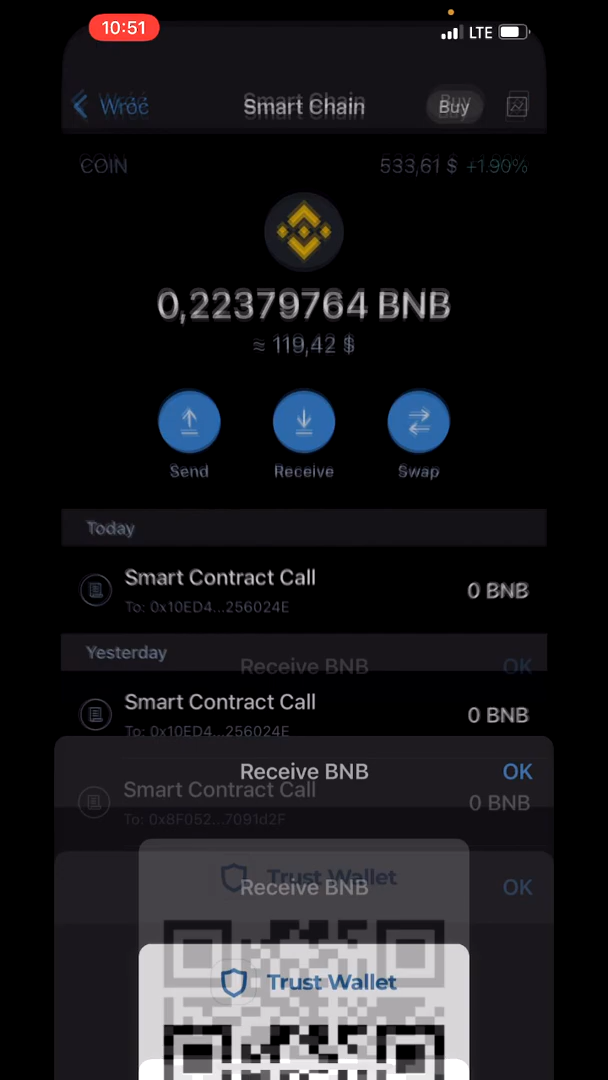 10:51
LTE
Wróć Smart Chain Buy
COIN 533,61 $ +1.90%
0,22379764 BNB
≈ 119,42 $
Send Receive Swap
Today
Smart Contract Call 0 BNB
To: 0x10ED4...256024E
Yesterday
Receive BNB OK
Smart Contract Call 0 BNB
To: 0x10ED4...256024E
Receive BNB OK
Smart Contract Call 0 BNB
To: 0x8F052...7091d2F
Trust Wallet
Receive BNB OK
Trust Wallet